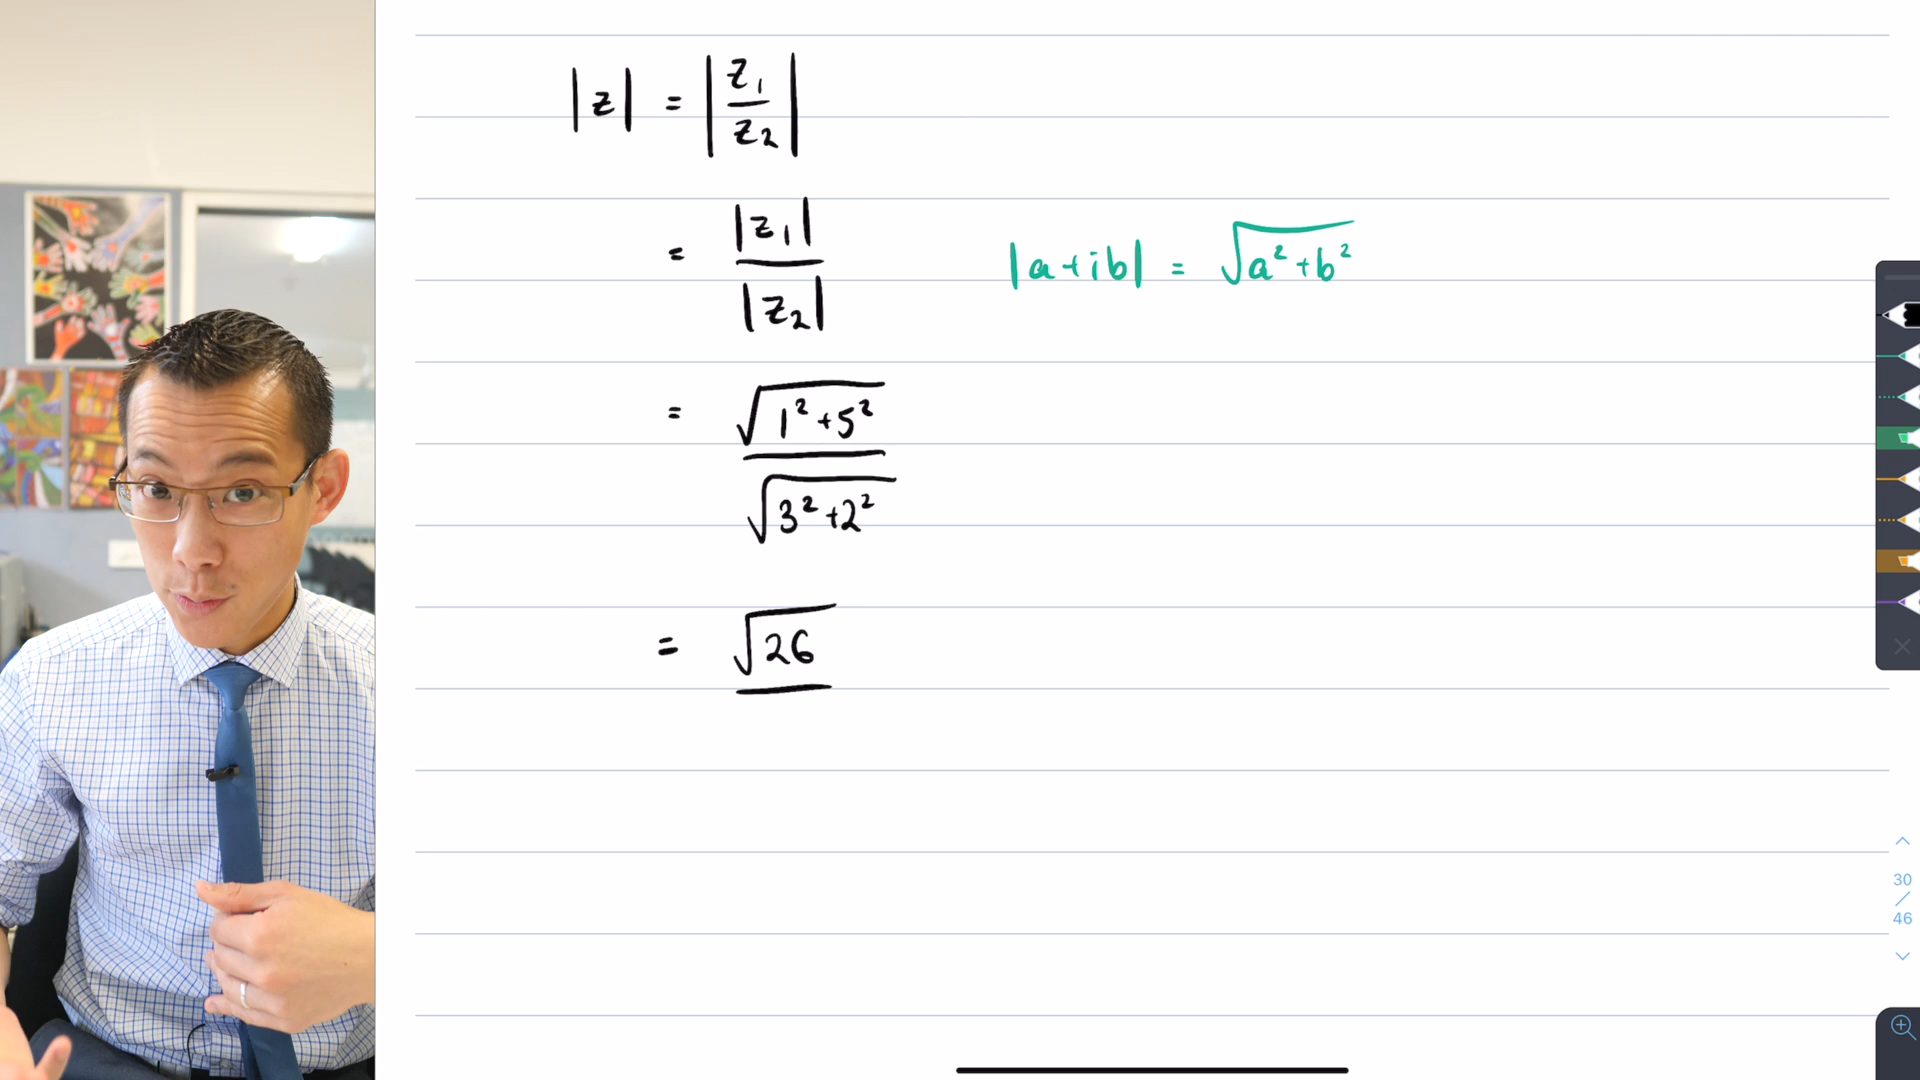 |z| = |z₁/z₂|
= |z₁|/|z₂| |a+ib| = √(a²+b²)
= √(1²+5²)/√(3²+2²)
= √26
30
/
46